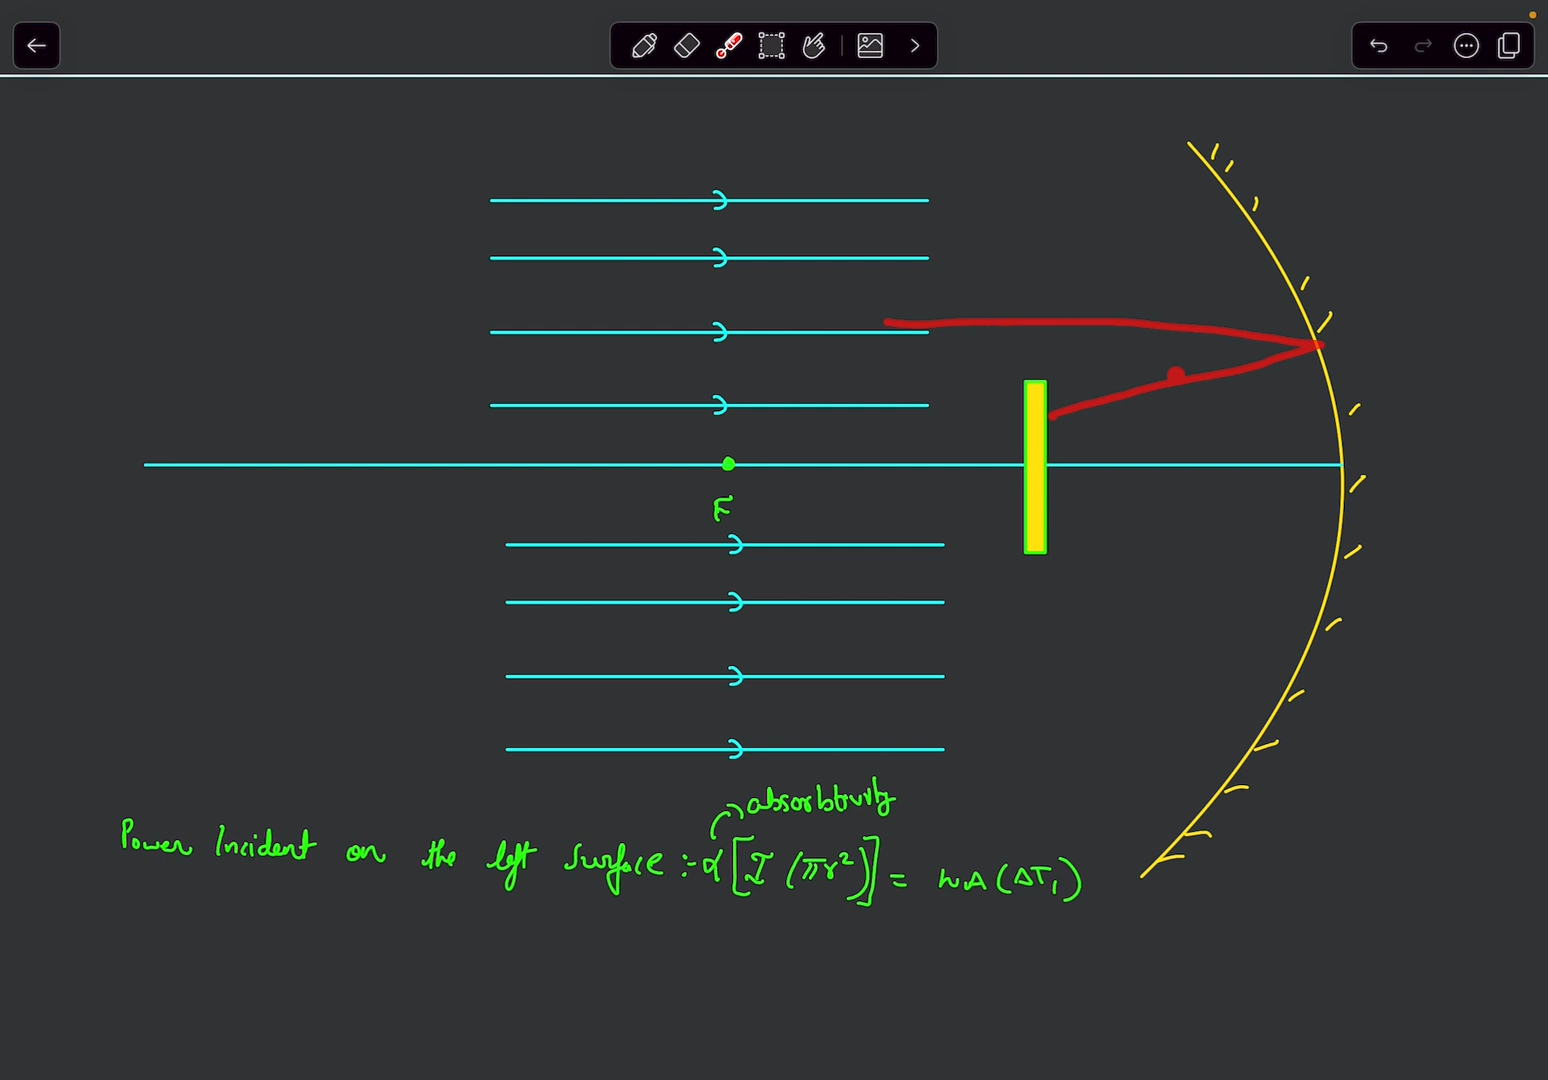 F
absorbtivity
Power Incident on the left surface :- α[I (πr²)] = hA(ΔT₁)